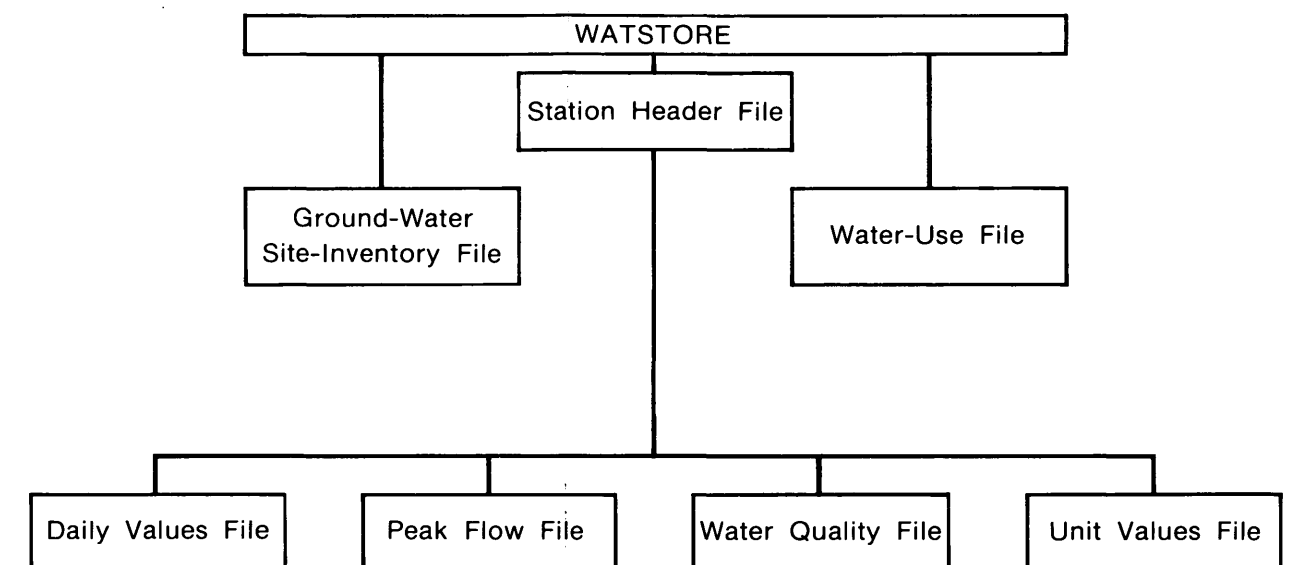 WATSTORE
Station Header File
Ground-Water
Site-Inventory File
Water-Use File
Daily Values File
Peak Flow File
Water Quality File
Unit Values File